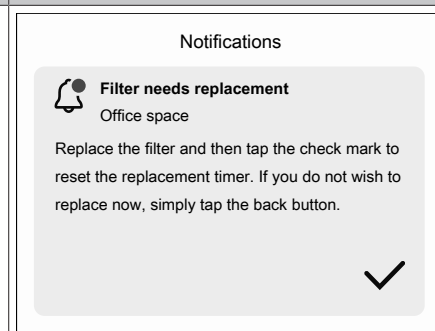 Notifications
Filter needs replacement
Office space
Replace the filter and then tap the check mark to
reset the replacement timer. If you do not wish to
replace now, simply tap the back button.